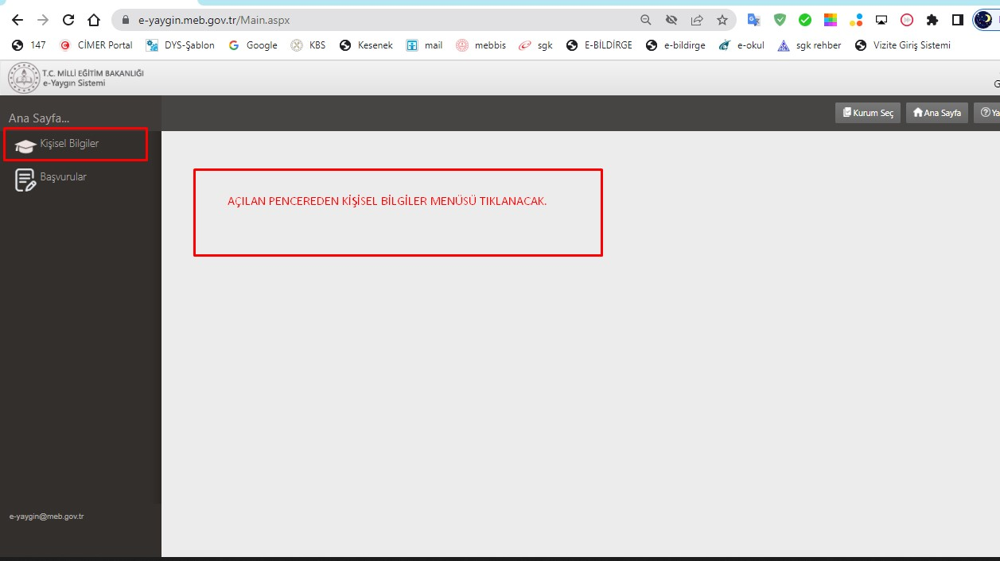 e-yaygin.meb.gov.tr/Main.aspx
147 CİMER Portal DYS-Şablon Google KBS Kesenek mail mebbis sgk E-BİLDİRGE e-bildirge e-okul sgk rehber Vizite Giriş Sistemi
T.C. MİLLİ EĞİTİM BAKANLIĞI
e-Yaygın Sistemi
G
Ana Sayfa...
Kurum Seç Ana Sayfa Ya
Kişisel Bilgiler
Başvurular
AÇILAN PENCEREDEN KİŞİSEL BİLGİLER MENÜSÜ TIKLANACAK.
e-yaygin@meb.gov.tr